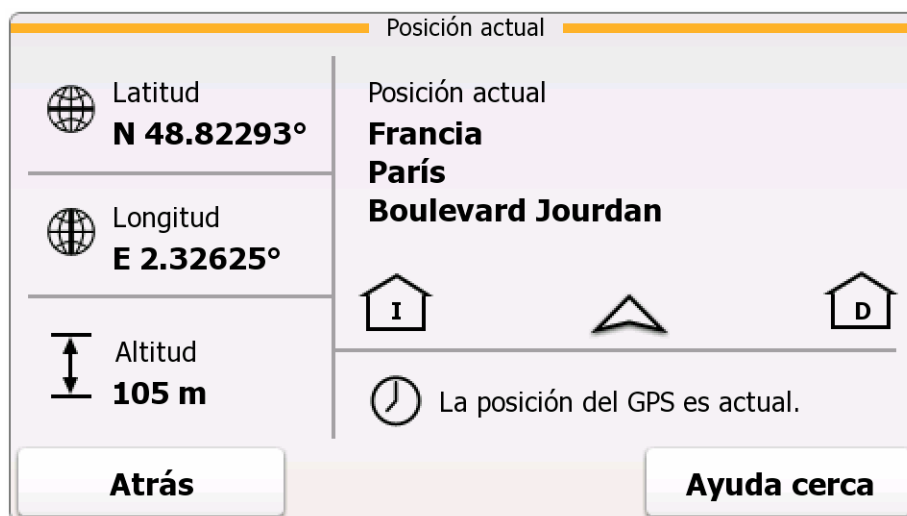 Posición actual
Latitud
N 48.82293°
Longitud
E 2.32625°
Altitud
105 m
Posición actual
Francia
París
Boulevard Jourdan
I
D
La posición del GPS es actual.
Atrás
Ayuda cerca